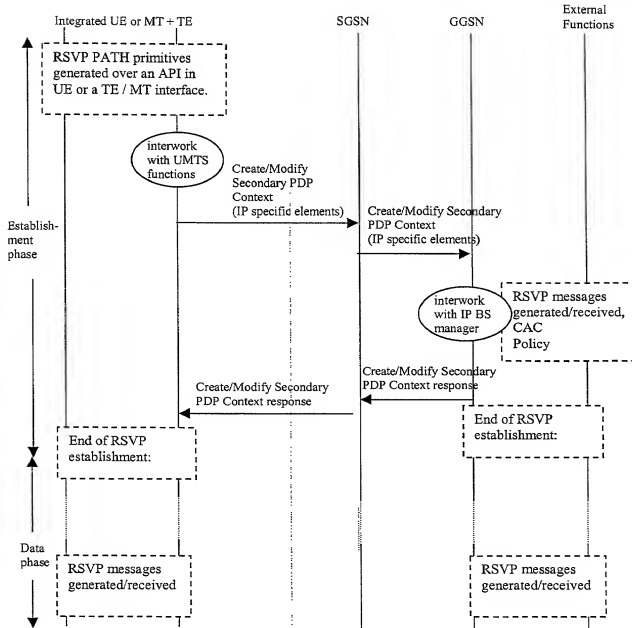 External
Integrated UE or MT + TE
SGSN
GGSN
Functions
RSVP PATH primitives
generated over an API in
UE or a TE / MT interface.
interwork
with UMTS
functions
Create/Modify
Secondary PDP
Context
(IP specific elements)
Create/Modify Secondary
PDP Context
(IP specific elements)
Establish-
ment
phase
interwork
with IP BS
manager
RSVP messages
generated/received,
CAC
Policy
Create/Modify Secondary
PDP Context response
Create/Modify Secondary
PDP Context response
End of RSVP
establishment:
End of RSVP
establishment:
Data
phase
RSVP messages
generated/received
RSVP messages
generated/received